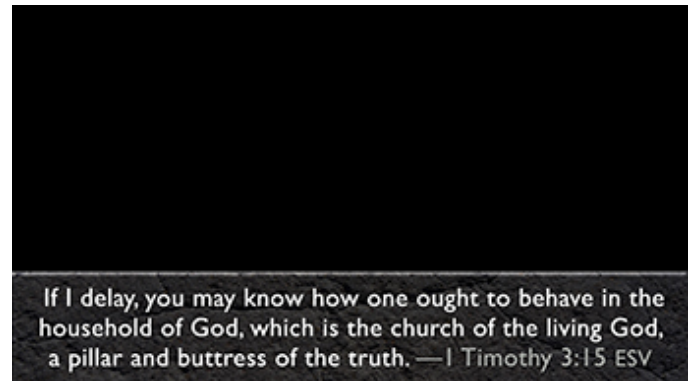 If I delay, you may know how one ought to behave in the
household of God, which is the church of the living God,
a pillar and buttress of the truth. —1 Timothy 3:15 ESV